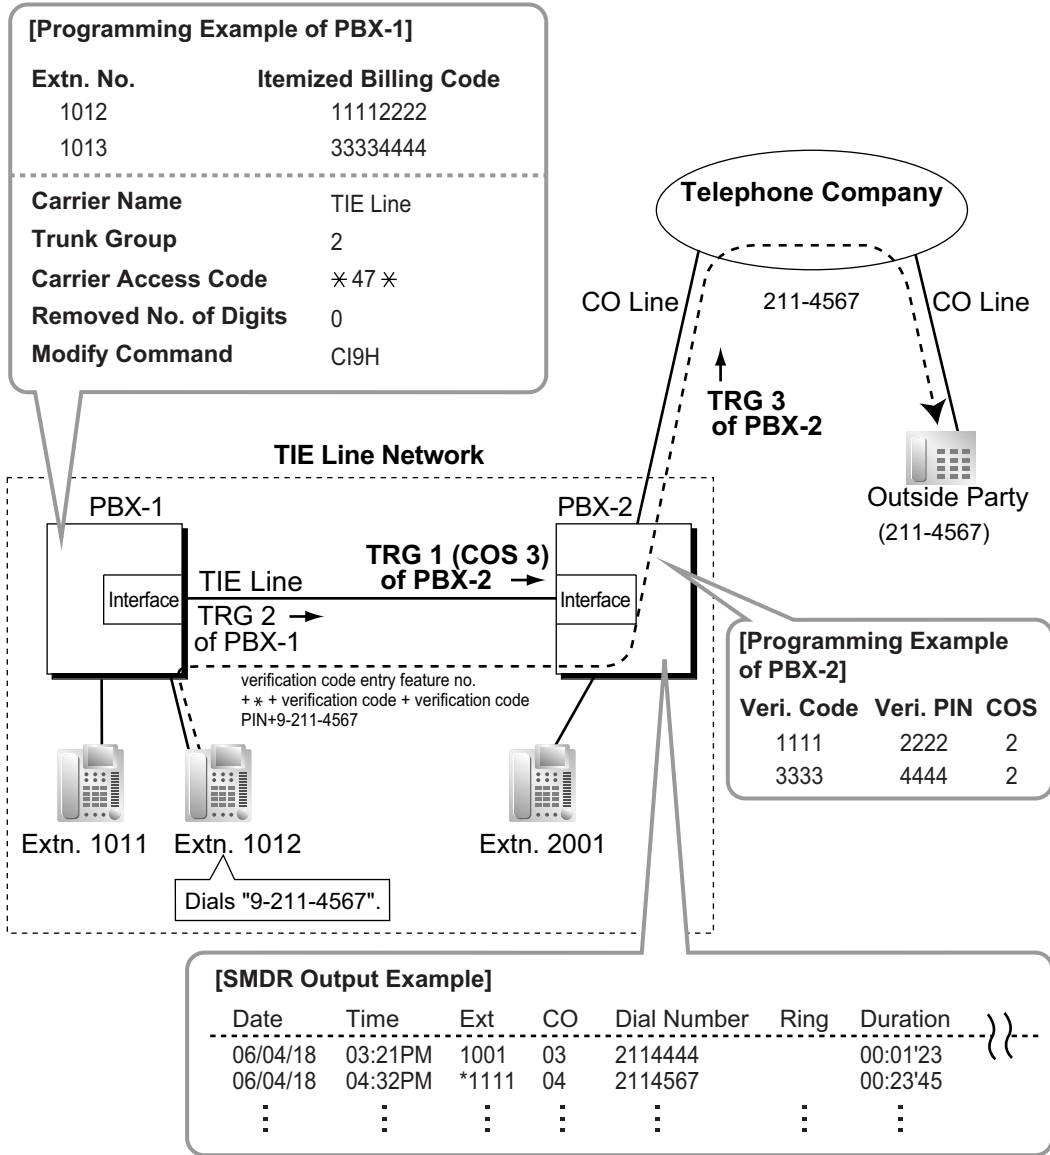 [Programming Example of PBX-1]
Extn. No. Itemized Billing Code
1012 11112222
1013 33334444
Carrier Name TIE Line
Trunk Group 2
Carrier Access Code ✳47✳
Removed No. of Digits 0
Modify Command CI9H
Telephone Company
CO Line
211-4567
CO Line
TRG 3
of PBX-2
Outside Party
(211-4567)
TIE Line Network
PBX-1
PBX-2
TRG 1 (COS 3)
of PBX-2
TIE Line
Interface
Interface
TRG 2
of PBX-1
verification code entry feature no.
+ ✳ + verification code + verification code
PIN+9-211-4567
[Programming Example
of PBX-2]
Veri. Code Veri. PIN COS
1111 2222 2
3333 4444 2
Extn. 1011
Extn. 1012
Extn. 2001
Dials "9-211-4567".
[SMDR Output Example]
Date Time Ext CO Dial Number Ring Duration
06/04/18 03:21PM 1001 03 2114444 00:01'23
06/04/18 04:32PM *1111 04 2114567 00:23'45